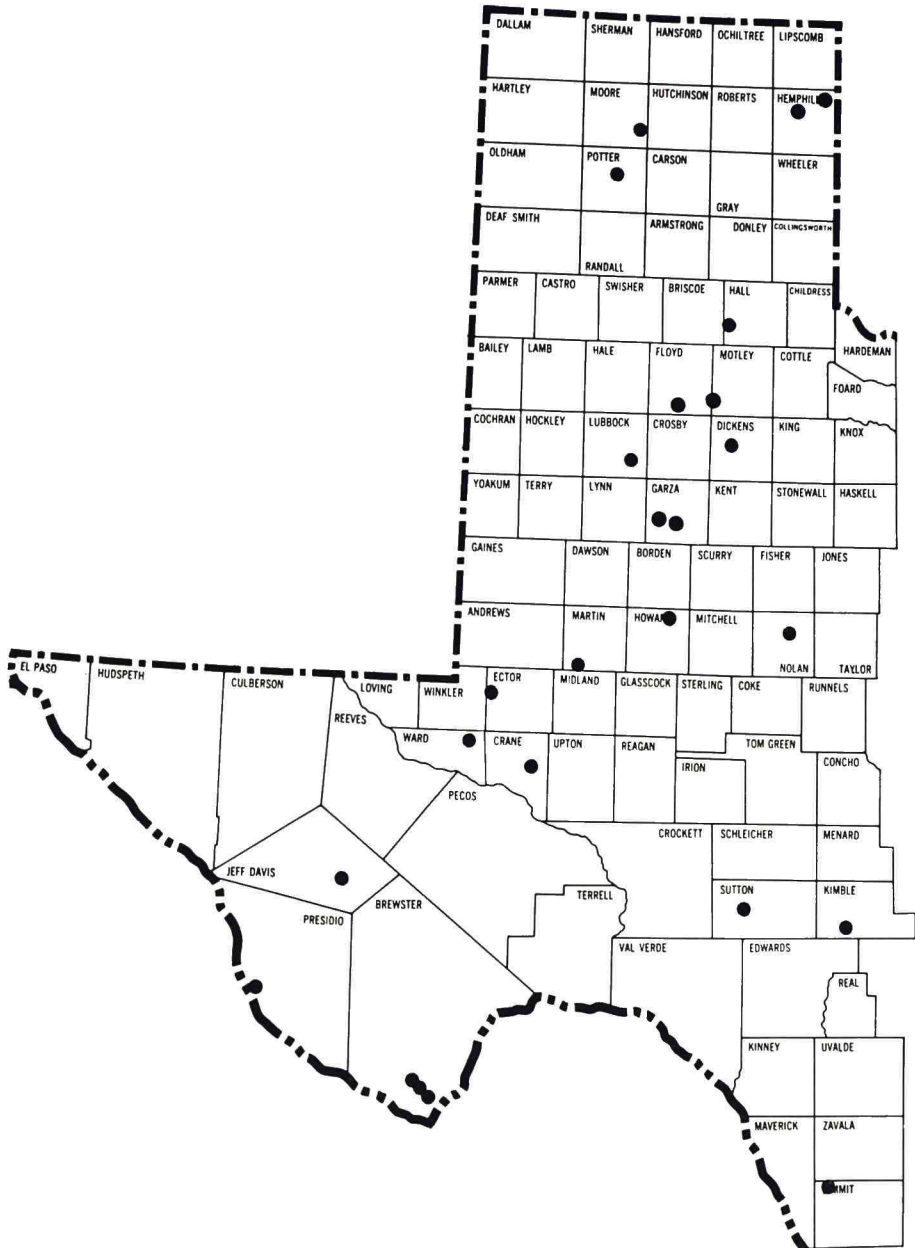 DALLAM SHERMAN HANSFORD OCHILTREE LIPSCOMB
HARTLEY MOORE HUTCHINSON ROBERTS HEMPHILL
OLDHAM POTTER CARSON WHEELER
GRAY
DEAF SMITH ARMSTRONG DONLEY COLLINGSWORTH
RANDALL
PARMER CASTRO SWISHER BRISCOE HALL CHILDRESS
HARDEMAN
BAILEY LAMB HALE FLOYD MOTLEY COTTLE
FOARD
COCHRAN HOCKLEY LUBBOCK CROSBY DICKENS KING KNOX
YOAKUM TERRY LYNN GARZA KENT STONEWALL HASKELL
GAINES DAWSON BORDEN SCURRY FISHER JONES
ANDREWS MARTIN HOWARD MITCHELL
NOLAN TAYLOR
EL PASO HUDSPETH CULBERSON LOVING WINKLER ECTOR MIDLAND GLASSCOCK STERLING COKE RUNNELS
REEVES
WARD CRANE UPTON REAGAN TOM GREEN
IRION CONCHO
PECOS
CROCKETT SCHLEICHER MENARD
JEFF DAVIS
TERRELL SUTTON KIMBLE
PRESIDIO BREWSTER
VAL VERDE EDWARDS
REAL
KINNEY UVALDE
MAVERICK ZAVALA